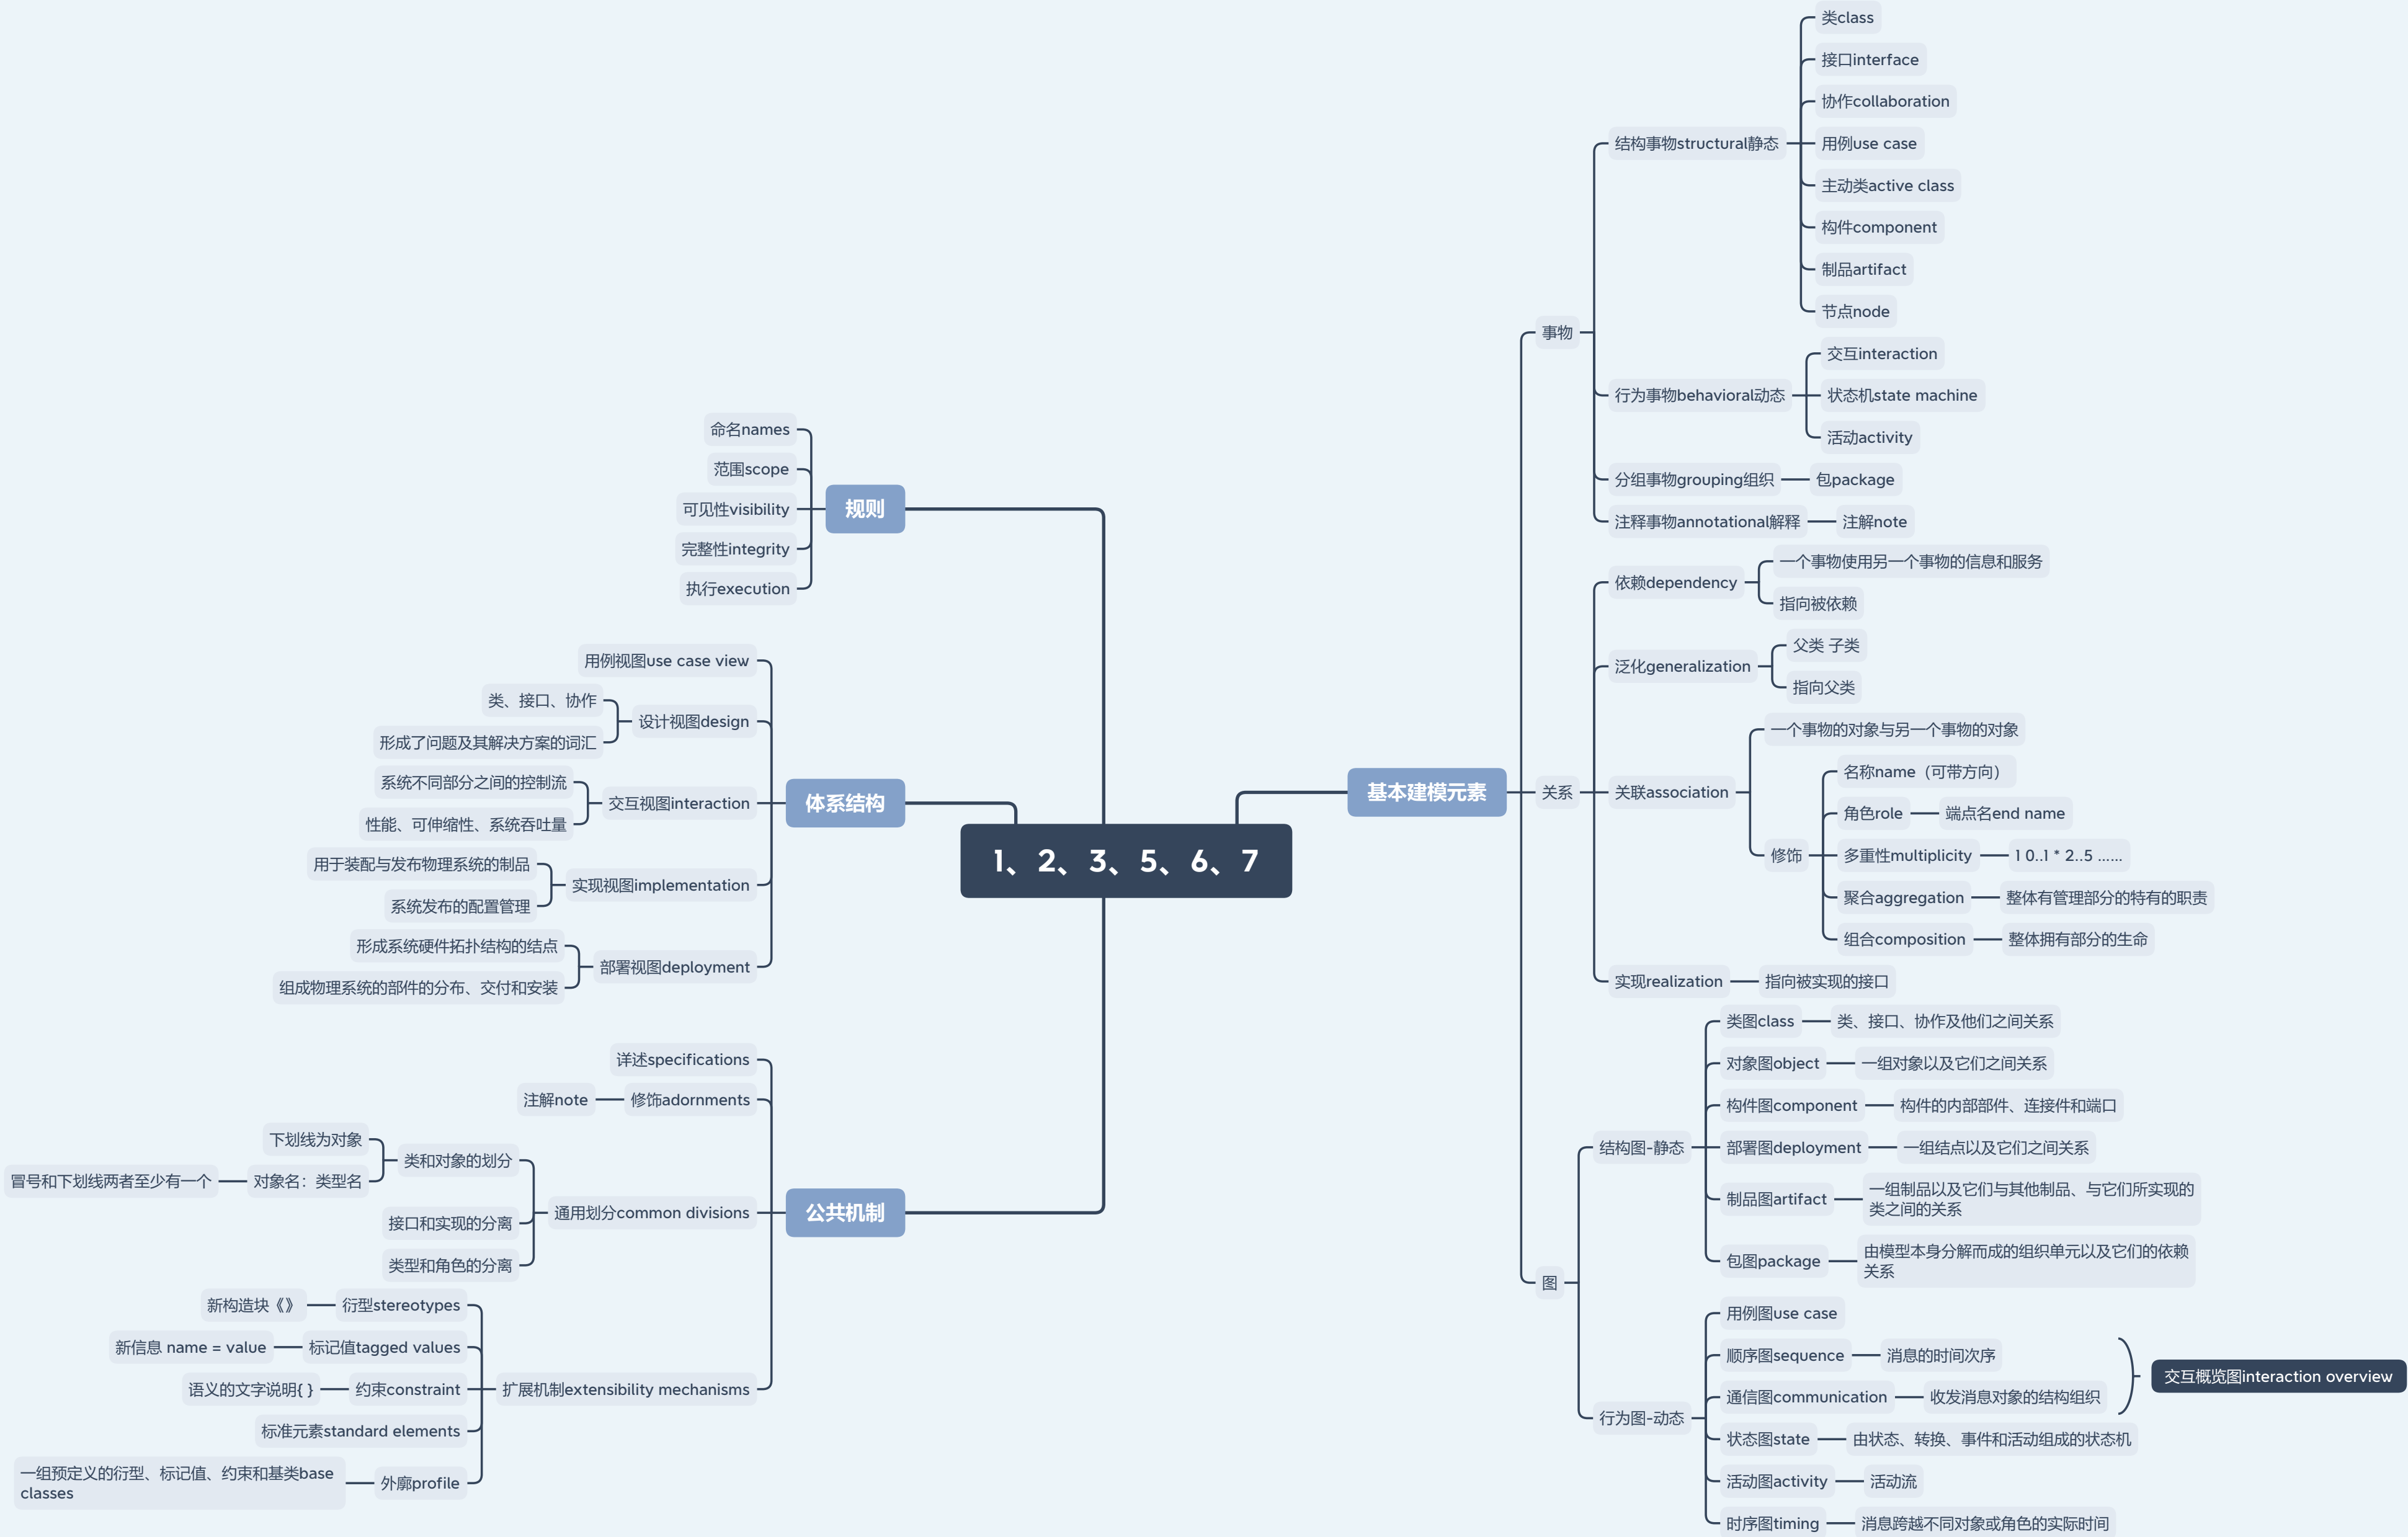 1、2、3、5、6、7
规则
命名names
范围scope
可见性visibility
完整性integrity
执行execution
体系结构
用例视图use case view
设计视图design
类、接口、协作
形成了问题及其解决方案的词汇
交互视图interaction
系统不同部分之间的控制流
性能、可伸缩性、系统吞吐量
实现视图implementation
用于装配与发布物理系统的制品
系统发布的配置管理
部署视图deployment
形成系统硬件拓扑结构的结点
组成物理系统的部件的分布、交付和安装
公共机制
详述specifications
修饰adornments
注解note
通用划分common divisions
类和对象的划分
下划线为对象
对象名：类型名
冒号和下划线两者至少有一个
接口和实现的分离
类型和角色的分离
扩展机制extensibility mechanisms
衍型stereotypes
新构造块《》
标记值tagged values
新信息 name = value
约束constraint
语义的文字说明{ }
标准元素standard elements
外廓profile
一组预定义的衍型、标记值、约束和基类base
classes
基本建模元素
事物
结构事物structural静态
类class
接口interface
协作collaboration
用例use case
主动类active class
构件component
制品artifact
节点node
行为事物behavioral动态
交互interaction
状态机state machine
活动activity
分组事物grouping组织
包package
注释事物annotational解释
注解note
关系
依赖dependency
一个事物使用另一个事物的信息和服务
指向被依赖
泛化generalization
父类 子类
指向父类
关联association
一个事物的对象与另一个事物的对象
修饰
名称name（可带方向）
角色role
端点名end name
多重性multiplicity
1 0..1 * 2..5 ......
聚合aggregation
整体有管理部分的特有的职责
组合composition
整体拥有部分的生命
实现realization
指向被实现的接口
图
结构图-静态
类图class
类、接口、协作及他们之间关系
对象图object
一组对象以及它们之间关系
构件图component
构件的内部部件、连接件和端口
部署图deployment
一组结点以及它们之间关系
制品图artifact
一组制品以及它们与其他制品、与它们所实现的
类之间的关系
包图package
由模型本身分解而成的组织单元以及它们的依赖
关系
行为图-动态
用例图use case
顺序图sequence
消息的时间次序
通信图communication
收发消息对象的结构组织
交互概览图interaction overview
状态图state
由状态、转换、事件和活动组成的状态机
活动图activity
活动流
时序图timing
消息跨越不同对象或角色的实际时间